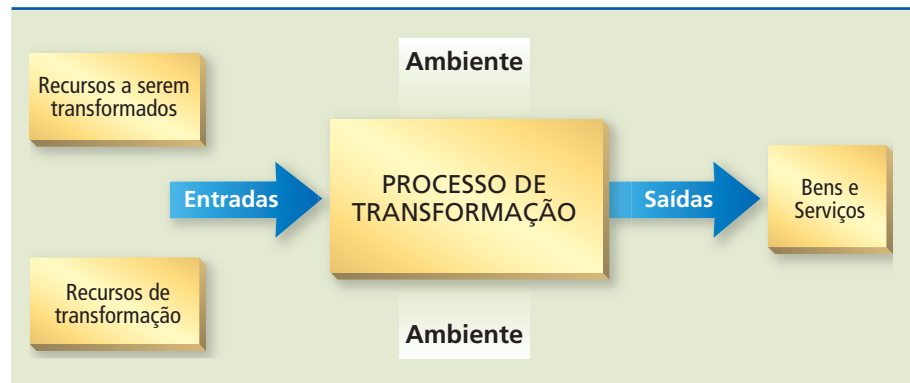 Ambiente
Recursos a serem
transformados
Entradas
PROCESSO DE
TRANSFORMAÇÃO
Saídas
Bens e
Serviços
Recursos de
transformação
Ambiente